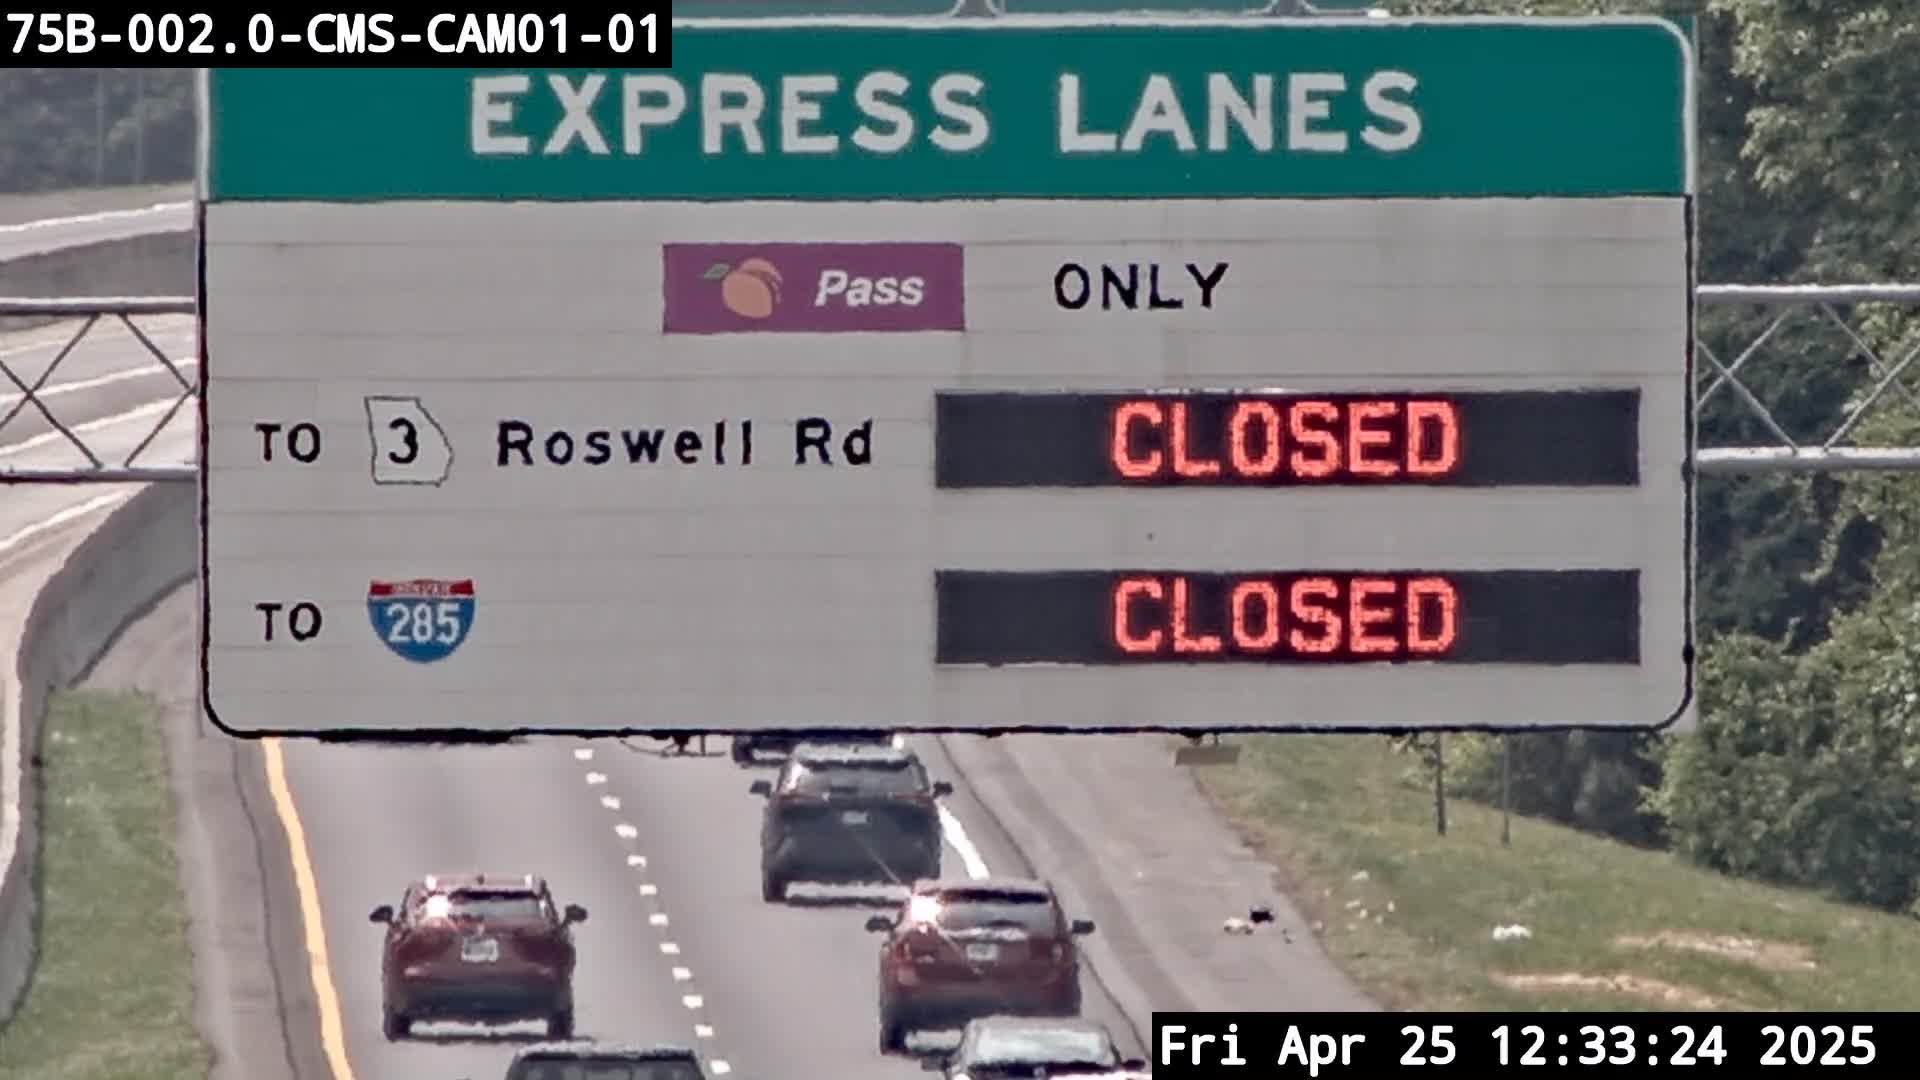 75B-002.0-CMS-CAM01-01
EXPRESS LANES
Pass ONLY
TO 3 Roswell Rd CLOSED
TO 285 CLOSED
Fri Apr 25 12:33:24 2025